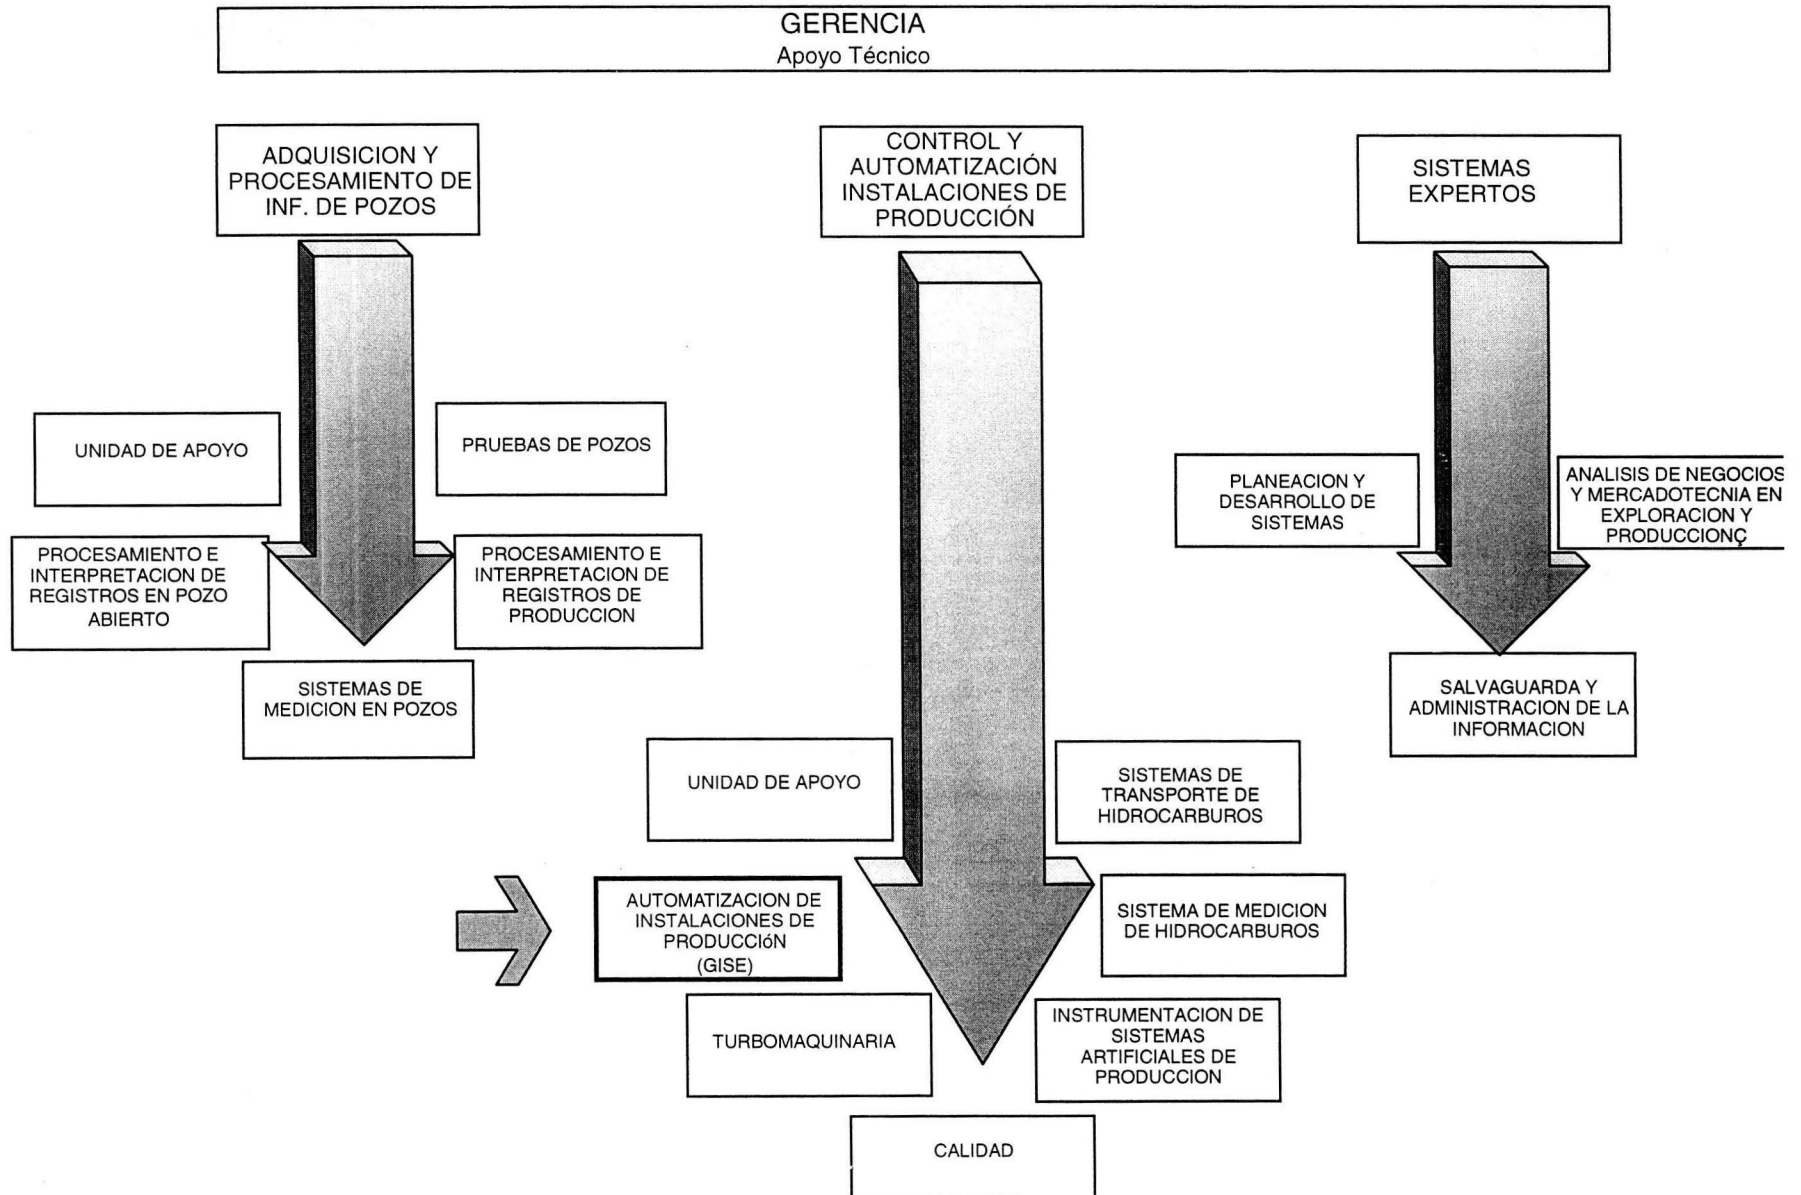 GERENCIA
Apoyo Técnico
ADQUISICION Y
PROCESAMIENTO DE
INF. DE POZOS
CONTROL Y
AUTOMATIZACIÓN
INSTALACIONES DE
PRODUCCIÓN
SISTEMAS
EXPERTOS
UNIDAD DE APOYO
PRUEBAS DE POZOS
PROCESAMIENTO E
INTERPRETACION DE
REGISTROS EN POZO
ABIERTO
PROCESAMIENTO E
INTERPRETACION DE
REGISTROS DE
PRODUCCION
SISTEMAS DE
MEDICION EN POZOS
PLANEACION Y
DESARROLLO DE
SISTEMAS
ANALISIS DE NEGOCIOS
Y MERCADOTECNIA EN
EXPLORACION Y
PRODUCCIONÇ
SALVAGUARDA Y
ADMINISTRACION DE LA
INFORMACION
UNIDAD DE APOYO
SISTEMAS DE
TRANSPORTE DE
HIDROCARBUROS
AUTOMATIZACION DE
INSTALACIONES DE
PRODUCCIóN
(GISE)
SISTEMA DE MEDICION
DE HIDROCARBUROS
TURBOMAQUINARIA
INSTRUMENTACION DE
SISTEMAS
ARTIFICIALES DE
PRODUCCION
CALIDAD